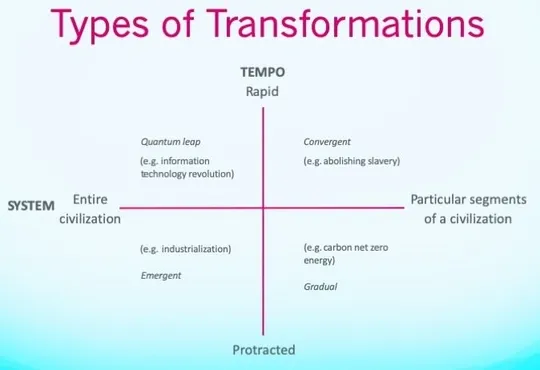 Types of Transformations
TEMPO
Rapid
Quantum leap
(e.g. information
technology revolution)
Convergent
(e.g. abolishing slavery)
SYSTEM
Entire
civilization
Particular segments
of a civilization
(e.g. industrialization)
Emergent
(e.g. carbon net zero
energy)
Gradual
Protracted